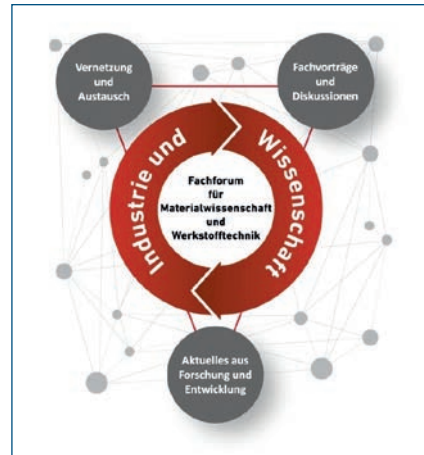 Vernetzung
und
Austausch
Fachvorträge
und
Diskussionen
Industrie und
Wissenschaft
Fachforum
für
Materialwissenschaft
und
Werkstofftechnik
Aktuelles aus
Forschung und
Entwicklung